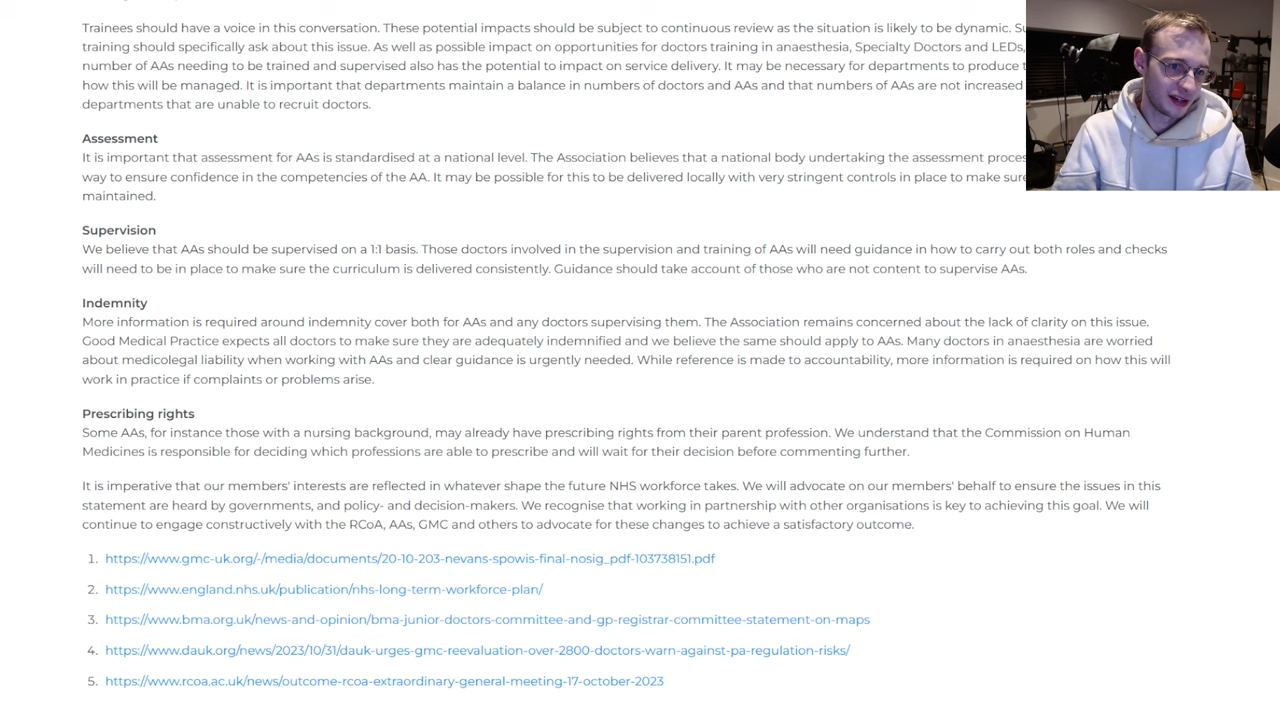 Trainees should have a voice in this conversation. These potential impacts should be subject to continuous review as the situation is likely to be dynamic.
training should specifically ask about this issue. As well as possible impact on opportunities for doctors training in anaesthesia, Specialty Doctors and LEDs,
number of AAs needing to be trained and supervised also has the potential to impact on service delivery. It may be necessary for departments to produce
how this will be managed. It is important that departments maintain a balance in numbers of doctors and AAs and that numbers of AAs are not increased
departments that are unable to recruit doctors.
Assessment
It is important that assessment for AAs is standardised at a national level. The Association believes that a national body undertaking the assessment
way to ensure confidence in the competencies of the AA. It may be possible for this to be delivered locally with very stringent controls in place to make sure
maintained.
Supervision
We believe that AAs should be supervised on a 1:1 basis. Those doctors involved in the supervision and training of AAs will need guidance in how to carry out both roles and checks
will need to be in place to make sure the curriculum is delivered consistently. Guidance should take account of those who are not content to supervise AAs.
Indemnity
More information is required around indemnity cover both for AAs and any doctors supervising them. The Association remains concerned about the lack of clarity on this issue.
Good Medical Practice expects all doctors to make sure they are adequately indemnified and we believe the same should apply to AAs. Many doctors in anaesthesia are worried
about medicolegal liability when working with AAs and clear guidance is urgently needed. While reference is made to accountability, more information is required on how this will
work in practice if complaints or problems arise.
Prescribing rights
Some AAs, for instance those with a nursing background, may already have prescribing rights from their parent profession. We understand that the Commission on Human
Medicines is responsible for deciding which professions are able to prescribe and will wait for their decision before commenting further.
It is imperative that our members' interests are reflected in whatever shape the future NHS workforce takes. We will advocate on our members' behalf to ensure the issues in this
statement are heard by governments, and policy- and decision-makers. We recognise that working in partnership with other organisations is key to achieving this goal. We will
continue to engage constructively with the RCoA, AAs, GMC and others to advocate for these changes to achieve a satisfactory outcome.
1. https://www.gmc-uk.org/-/media/documents/20-10-203-nevans-spowis-final-nosig_pdf-103738151.pdf
2. https://www.england.nhs.uk/publication/nhs-long-term-workforce-plan/
3. https://www.bma.org.uk/news-and-opinion/bma-junior-doctors-committee-and-gp-registrar-committee-statement-on-maps
4. https://www.dauk.org/news/2023/10/31/dauk-urges-gmc-reevaluation-over-2800-doctors-warn-against-pa-regulation-risks/
5. https://www.rcoa.ac.uk/news/outcome-rcoa-extraordinary-general-meeting-17-october-2023